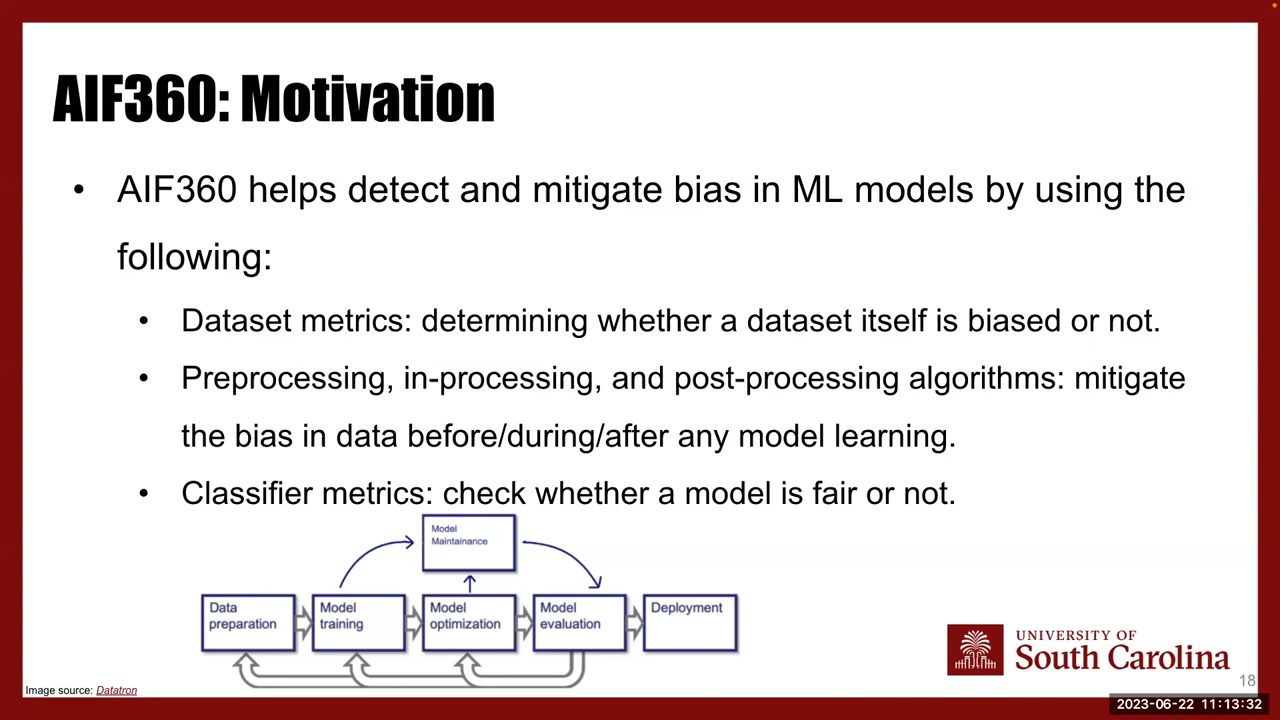 AIF360: Motivation
• AIF360 helps detect and mitigate bias in ML models by using the
following:
• Dataset metrics: determining whether a dataset itself is biased or not.
• Preprocessing, in-processing, and post-processing algorithms: mitigate
the bias in data before/during/after any model learning.
• Classifier metrics: check whether a model is fair or not.
Model
Maintainance
Data
preparation
Model
training
Model
optimization
Model
evaluation
Deployment
UNIVERSITY OF
South Carolina
18
Image source: Datatron
2023-06-22 11:13:32